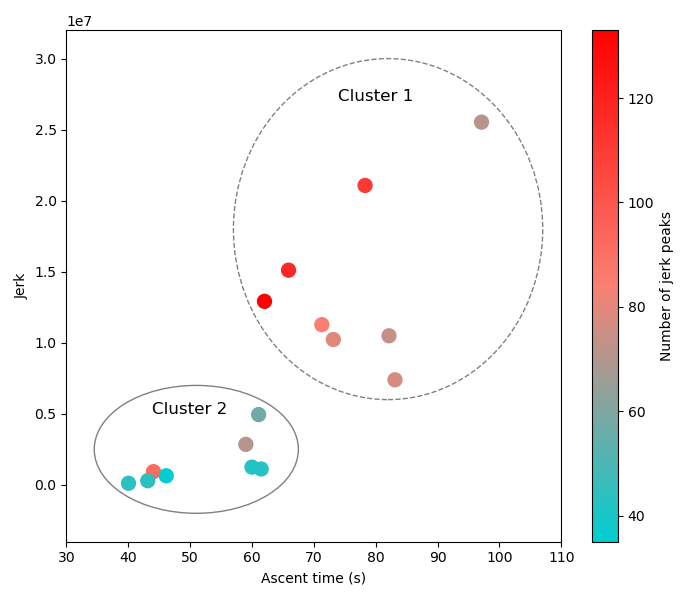 1e7
3.0
2.5
2.0
1.5
1.0
0.5
0.0
Jerk
Cluster 1
Cluster 2
30 40 50 60 70 80 90 100 110
Ascent time (s)
120
100
80
60
40
Number of jerk peaks